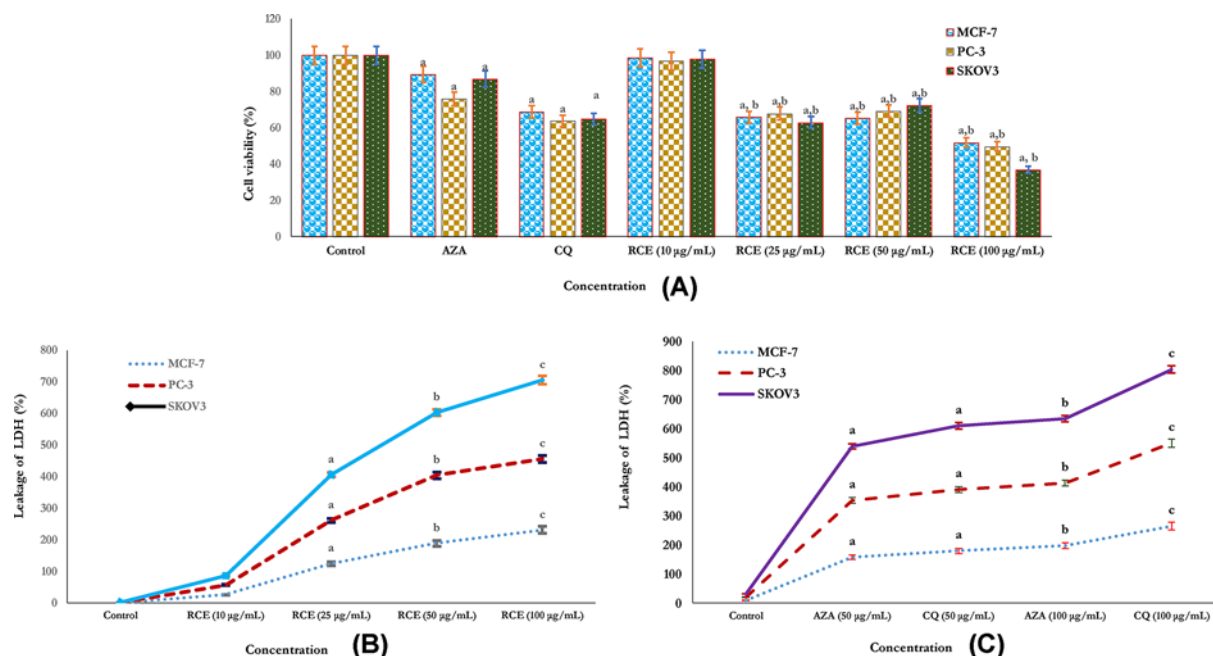 120
100
80
60
40
20
0
Cell viability (%)
MCF-7
PC-3
SKOV3
a
a
a
a
a
a
a, b
a,b
a,b
a,b
a,b
a,b
a,b
a,b
a, b
Control
AZA
CQ
RCE (10 µg/mL)
RCE (25 µg/mL)
RCE (50 µg/mL)
RCE (100 µg/mL)
Concentration (A)
800
700
600
500
400
300
200
100
0
Leakage of LDH (%)
MCF-7
PC-3
SKOV3
a
b
c
a
b
c
a
b
c
Control
RCE (10 µg/mL)
RCE (25 µg/mL)
RCE (50 µg/mL)
RCE (100 µg/mL)
Concentration (B)
900
800
700
600
500
400
300
200
100
0
Leakage of LDH (%)
MCF-7
PC-3
SKOV3
a
a
b
c
a
a
b
c
a
a
b
c
Control
AZA (50 µg/mL)
CQ (50 µg/mL)
AZA (100 µg/mL)
CQ (100 µg/mL)
Concentration (C)